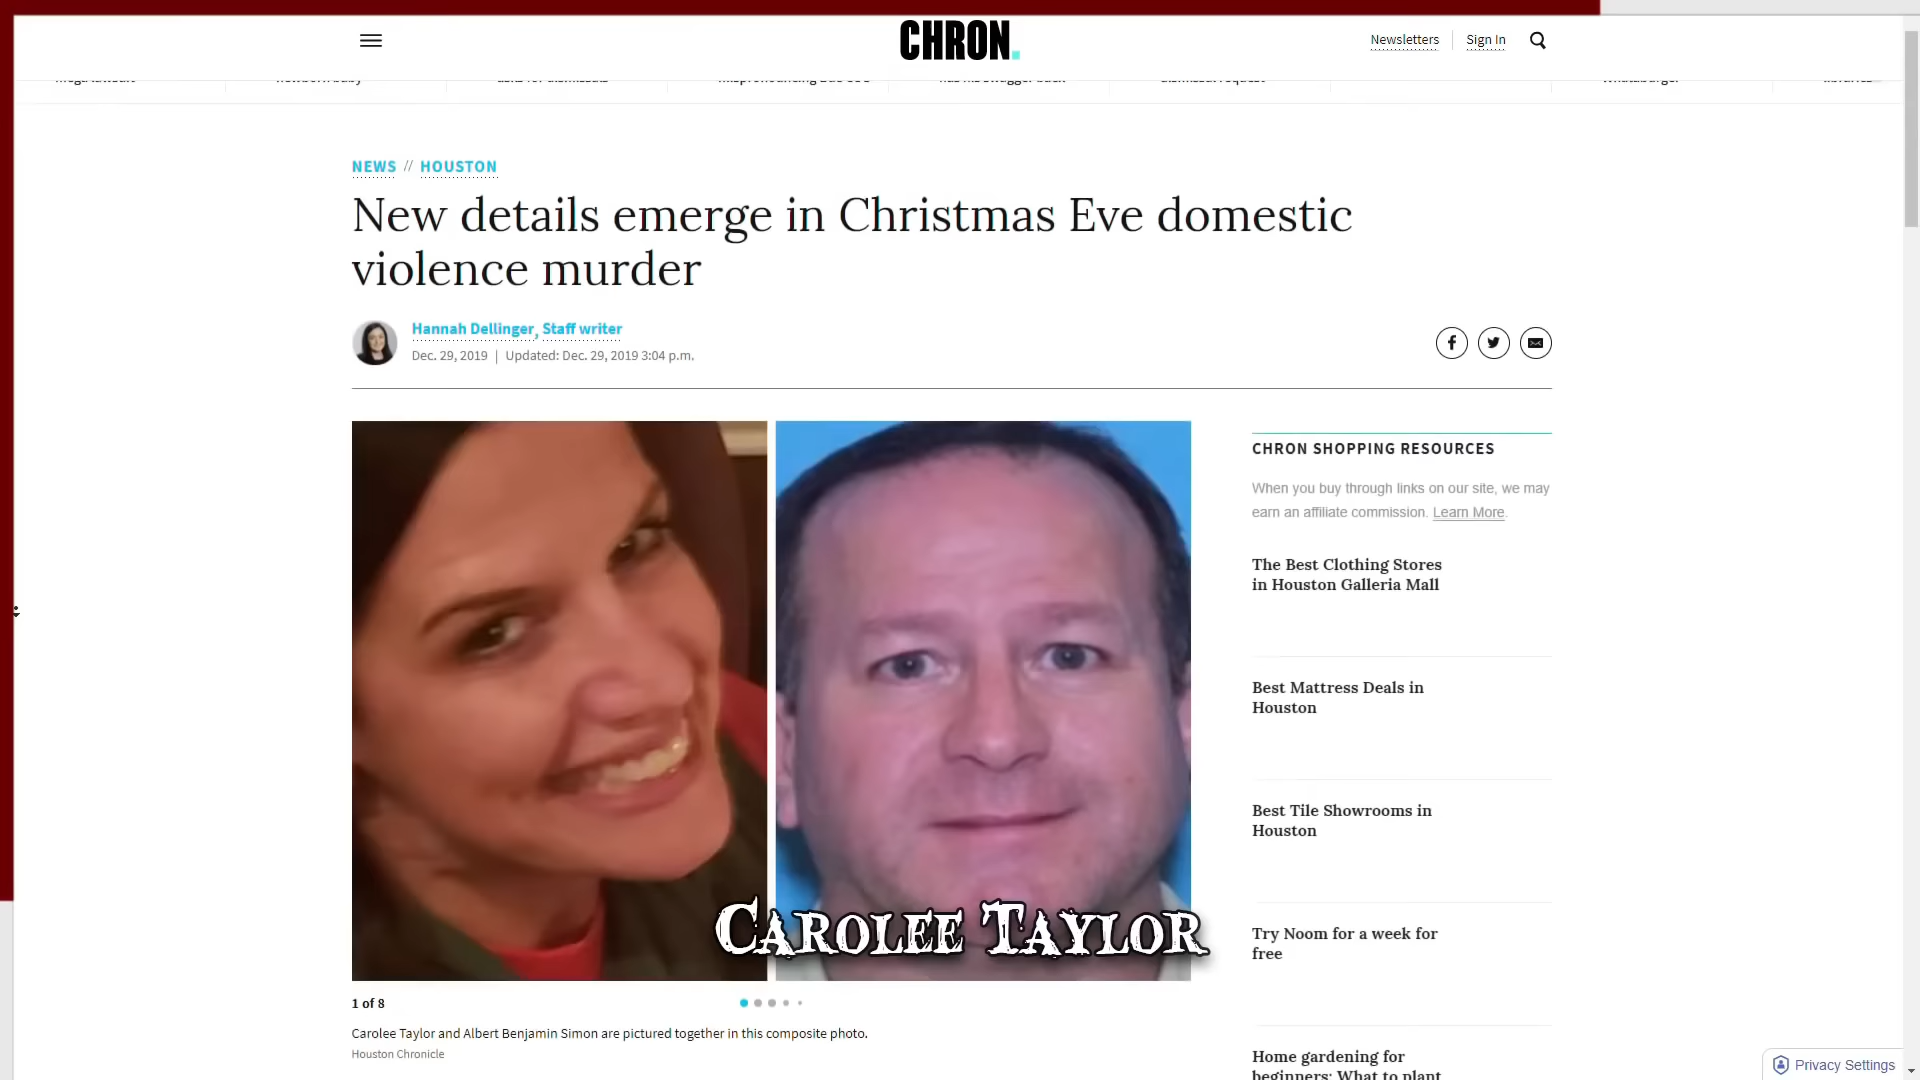 CHRON.
Newsletters
Sign In
NEWS // HOUSTON
New details emerge in Christmas Eve domestic
violence murder
Hannah Dellinger, Staff writer
Dec. 29, 2019 | Updated: Dec. 29, 2019 3:04 p.m.
CAROLEE TAYLOR
1 of 8
Carolee Taylor and Albert Benjamin Simon are pictured together in this composite photo.
Houston Chronicle
CHRON SHOPPING RESOURCES
When you buy through links on our site, we may
earn an affiliate commission. Learn More.
The Best Clothing Stores
in Houston Galleria Mall
Best Mattress Deals in
Houston
Best Tile Showrooms in
Houston
Try Noom for a week for
free
Home gardening for
beginners: What to plant
Privacy Settings